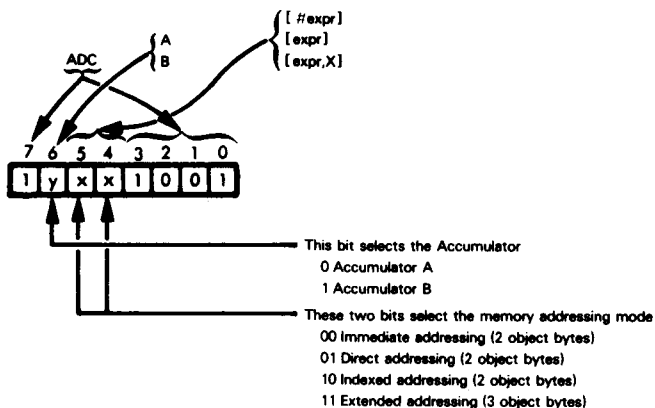 ADC
A
B
[ #expr]
[expr]
[expr,X]
7 6 5 4 3 2 1 0
1 y x x 1 0 0 1
This bit selects the Accumulator
0 Accumulator A
1 Accumulator B
These two bits select the memory addressing mode
00 Immediate addressing (2 object bytes)
01 Direct addressing (2 object bytes)
10 Indexed addressing (2 object bytes)
11 Extended addressing (3 object bytes)